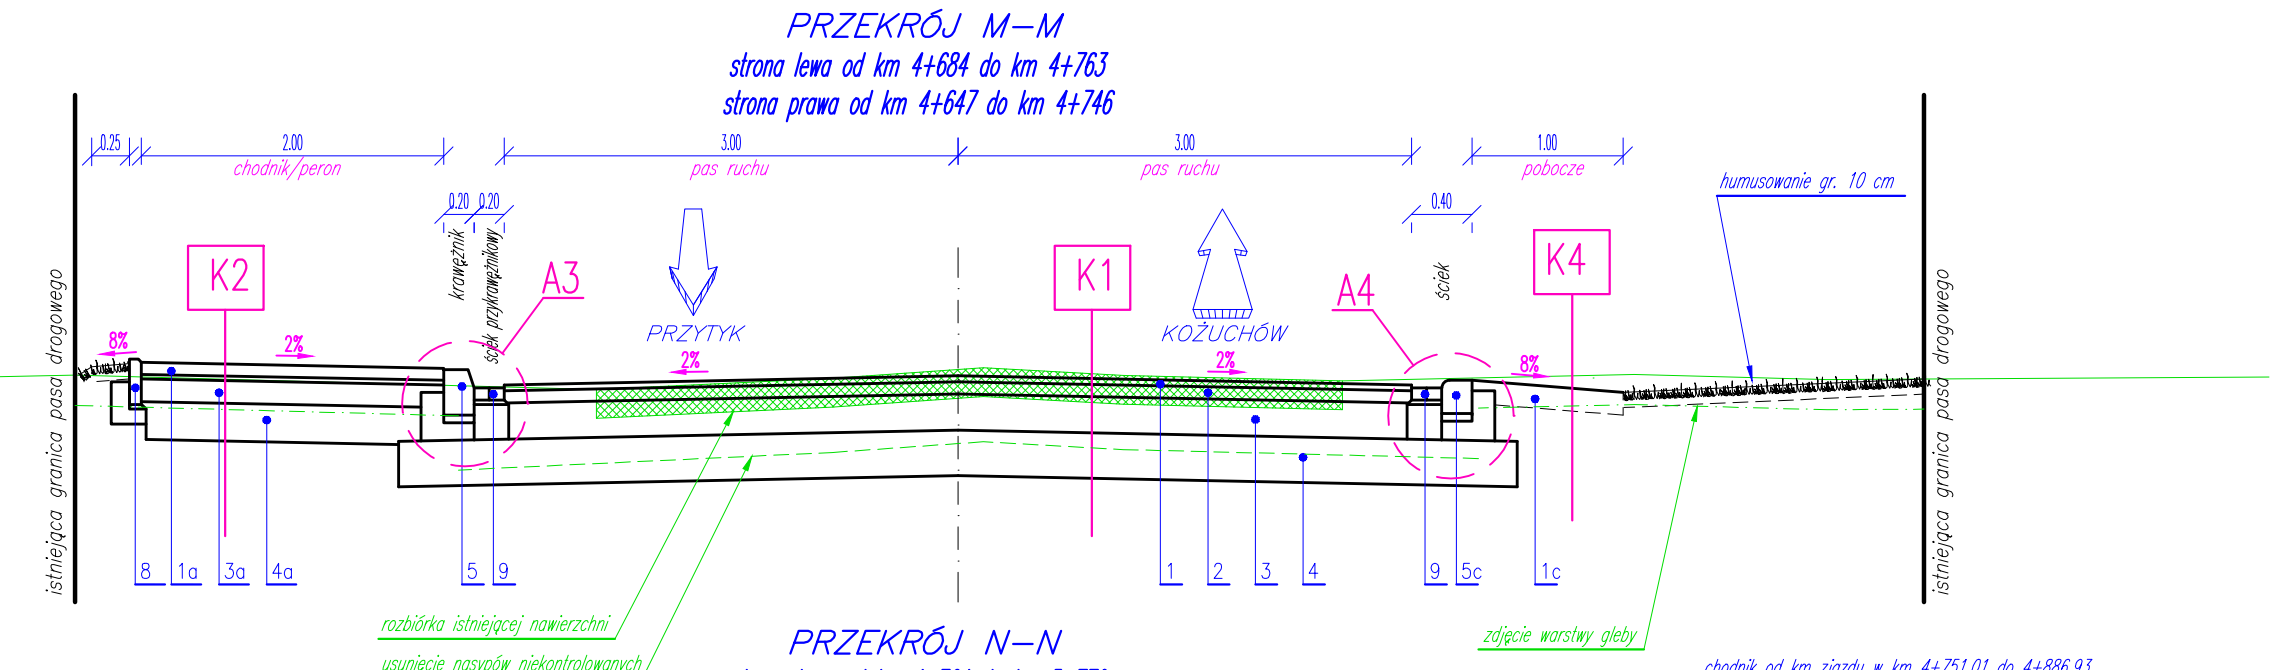 PRZEKRÓJ M-M
strona lewa od km 4+684 do km 4+763
strona prawa od km 4+647 do km 4+746
0.25
2.00
3.00
3.00
1.00
chodnik/peron
pas ruchu
pas ruchu
pobocze
humusowanie gr. 10 cm
0.20
0.20
0.40
krawężnik
ściek przykrawężnikowy
ściek
K2
A3
K1
A4
K4
PRZYTYK
KOŻUCHÓW
istniejąca granica pasa drogowego
istniejąca granica pasa drogowego
8%
2%
2%
2%
8%
8
1a
3a
4a
5
9
1
2
3
4
9
5c
1c
rozbiórka istniejącej nawierzchni
usunięcie nasypów niekontrolowanych
zdjęcie warstwy gleby
PRZEKRÓJ N-N
chodnik od km zjazdu w km 4+751,01 do 4+886,93